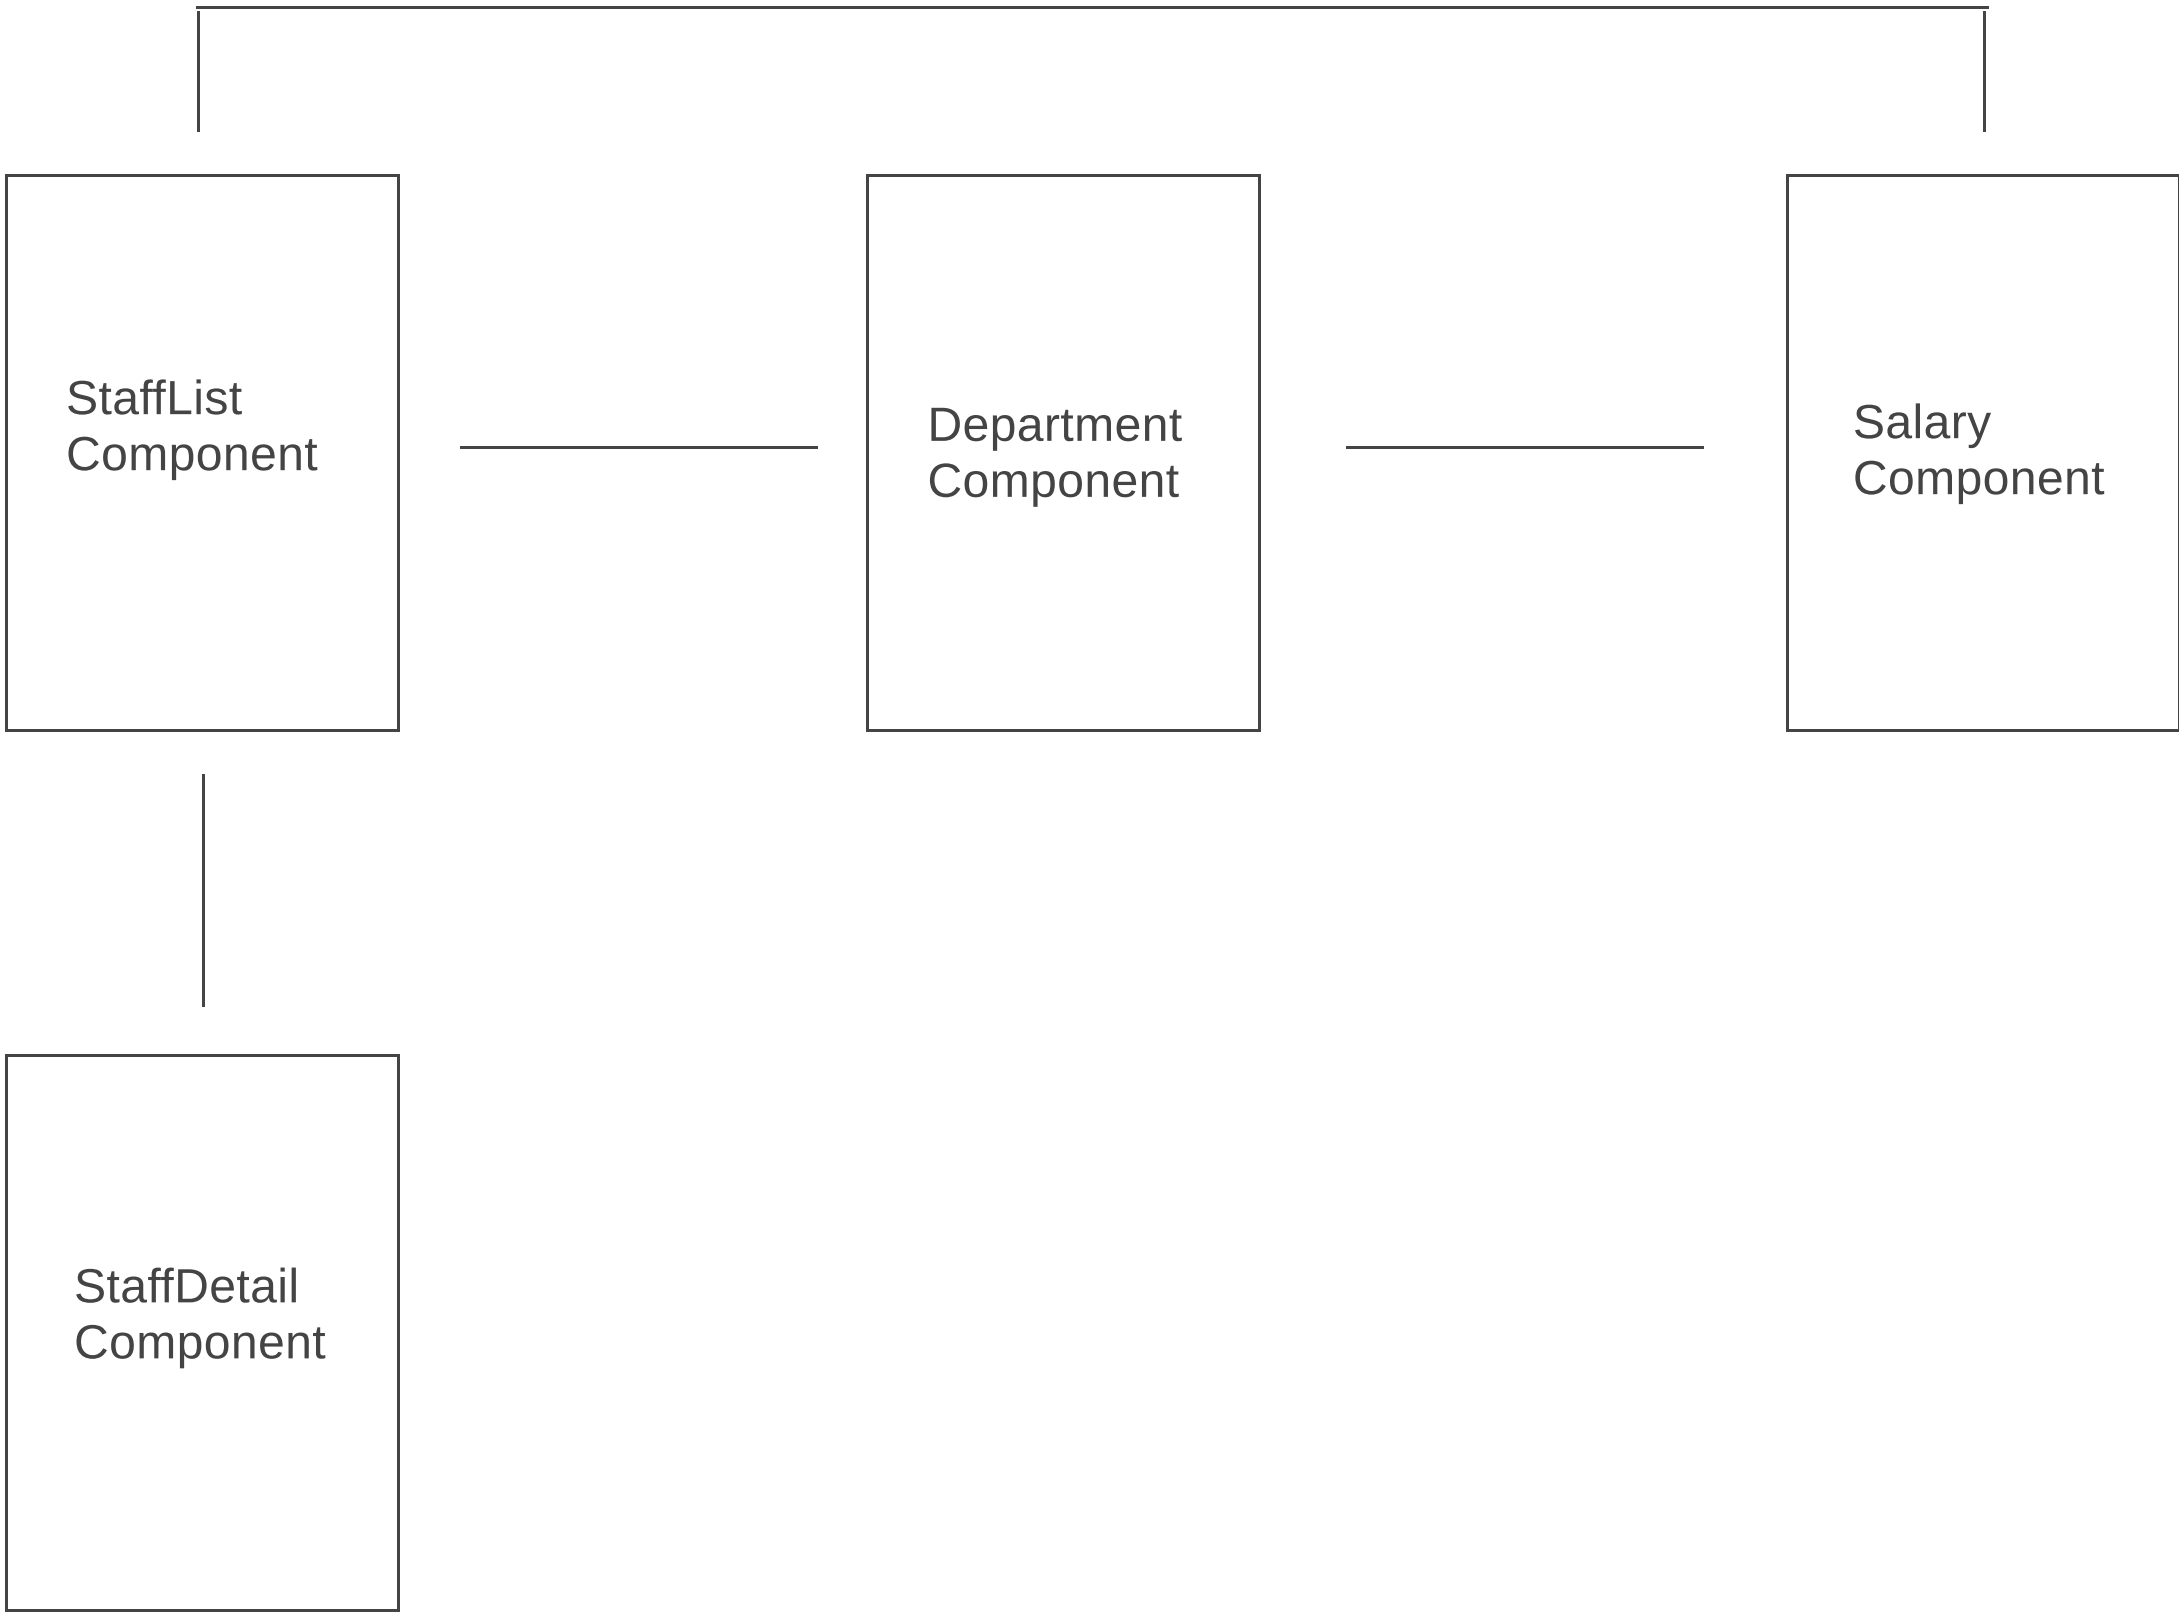 StaffList
Component
Department
Component
Salary
Component
StaffDetail
Component